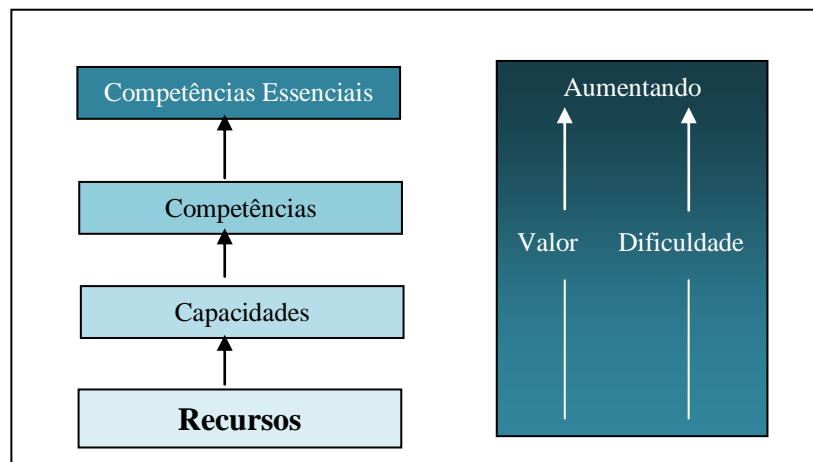 Competências Essenciais
Competências
Capacidades
Recursos
Aumentando
Valor
Dificuldade